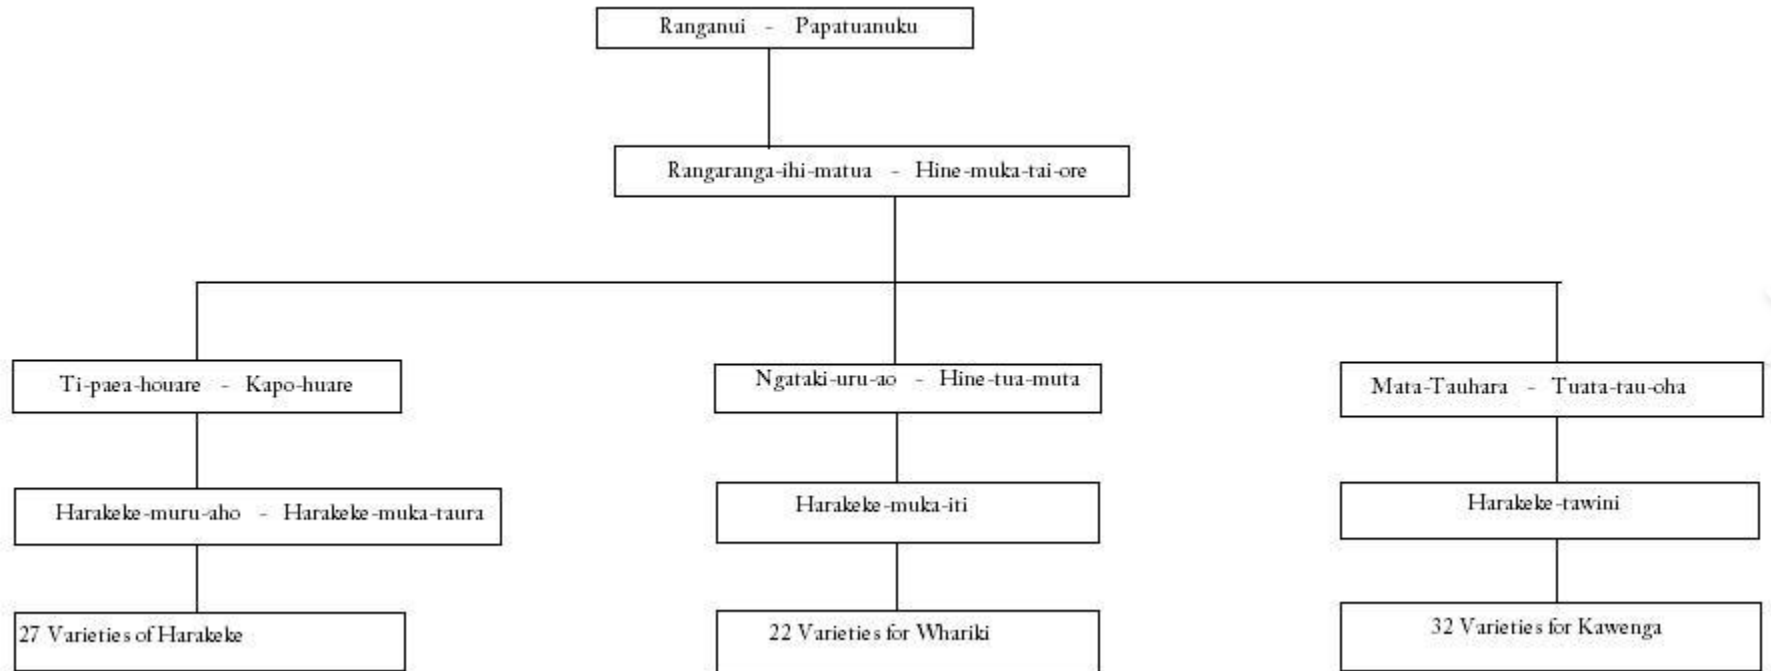 Ranganui - Papatuanuku
Rangaranga-ihi-matua - Hine-muka-tai-ore
Ti-paea-houare - Kapo-huare
Ngataki-uru-ao - Hine-tua-muta
Mata-Tauhara - Tuata-tau-oha
Harakeke-muru-aho - Harakeke-muka-taura
Harakeke-muka-iti
Harakeke-tawini
27 Varieties of Harakeke
22 Varieties for Whariki
32 Varieties for Kawenga